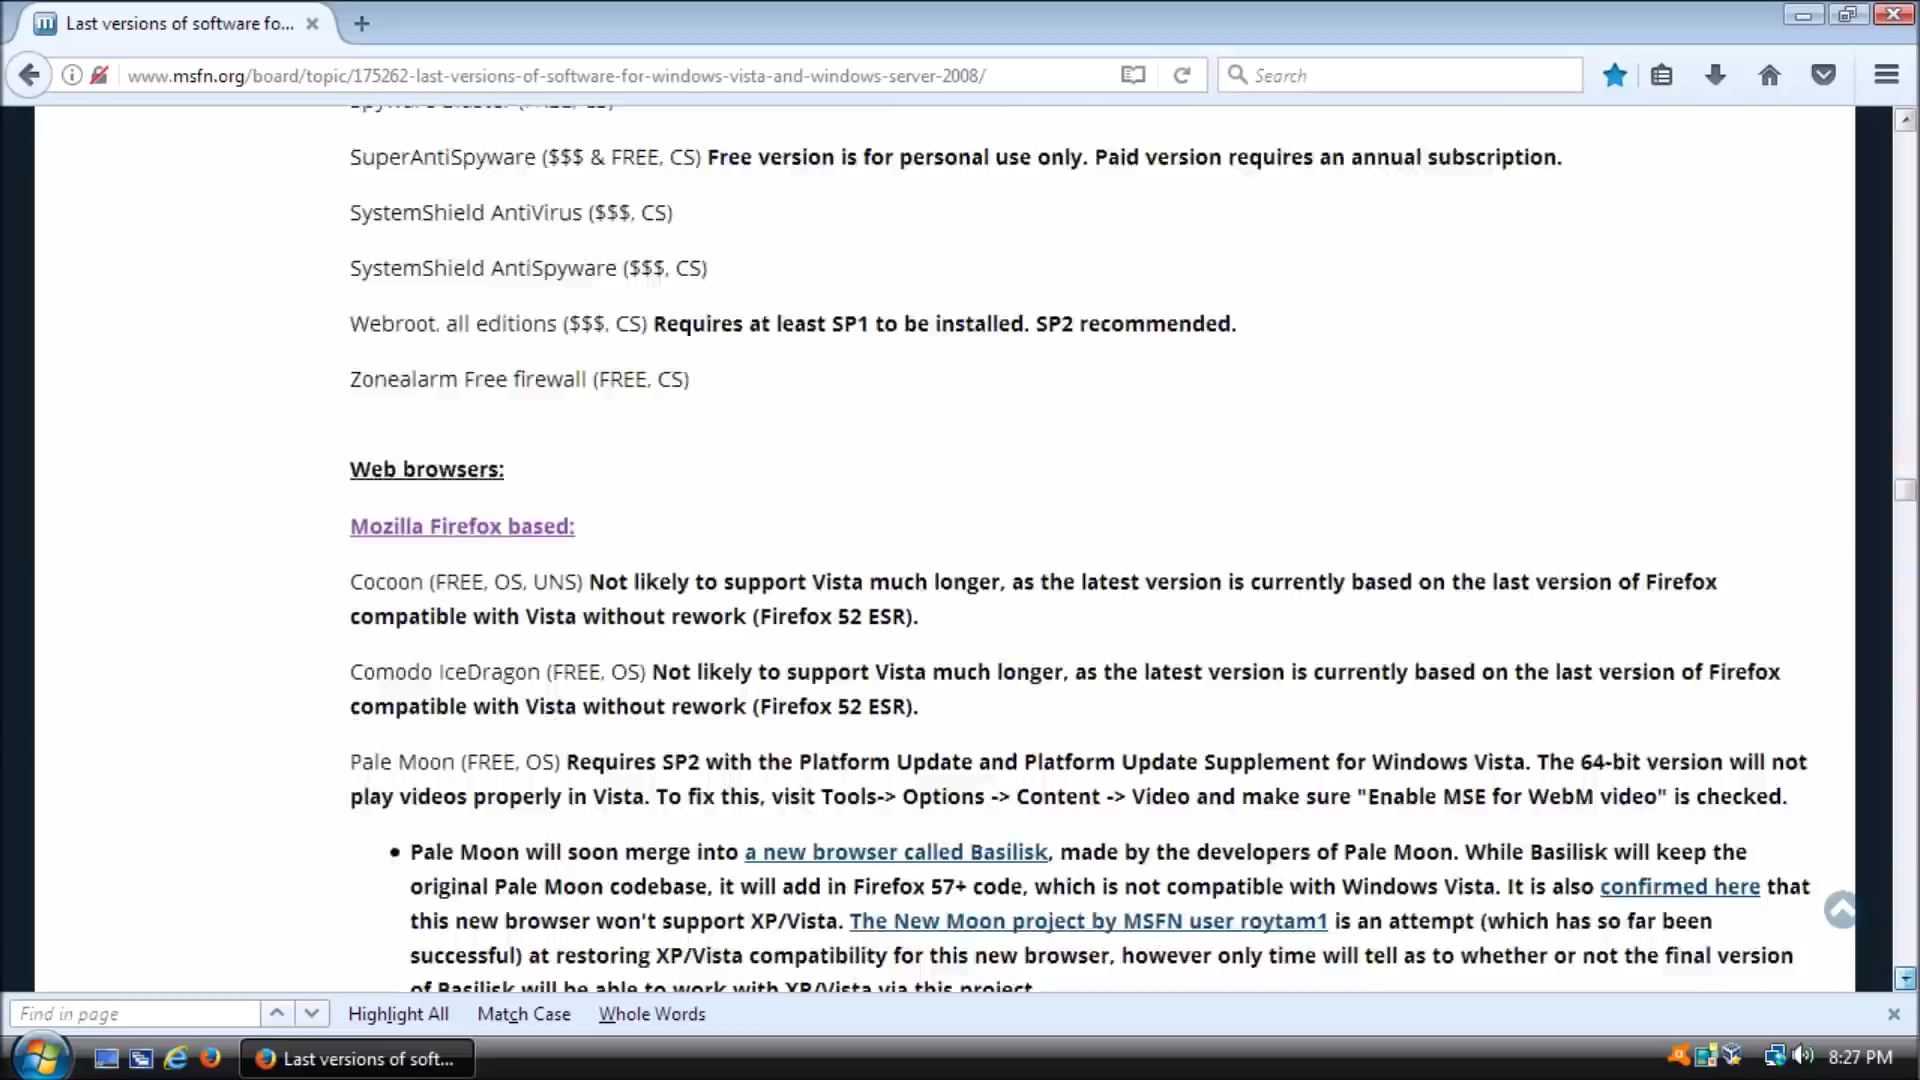 Last versions of software fo...
www.msfn.org/board/topic/175262-last-versions-of-software-for-windows-vista-and-windows-server-2008/
Search
SuperAntiSpyware ($$$ & FREE, CS) Free version is for personal use only. Paid version requires an annual subscription.
SystemShield AntiVirus ($$$, CS)
SystemShield AntiSpyware ($$$, CS)
Webroot. all editions ($$$, CS) Requires at least SP1 to be installed. SP2 recommended.
Zonealarm Free firewall (FREE, CS)
Web browsers:
Mozilla Firefox based:
Cocoon (FREE, OS, UNS) Not likely to support Vista much longer, as the latest version is currently based on the last version of Firefox
compatible with Vista without rework (Firefox 52 ESR).
Comodo IceDragon (FREE, OS) Not likely to support Vista much longer, as the latest version is currently based on the last version of Firefox
compatible with Vista without rework (Firefox 52 ESR).
Pale Moon (FREE, OS) Requires SP2 with the Platform Update and Platform Update Supplement for Windows Vista. The 64-bit version will not
play videos properly in Vista. To fix this, visit Tools-> Options -> Content -> Video and make sure "Enable MSE for WebM video" is checked.
• Pale Moon will soon merge into a new browser called Basilisk, made by the developers of Pale Moon. While Basilisk will keep the
original Pale Moon codebase, it will add in Firefox 57+ code, which is not compatible with Windows Vista. It is also confirmed here that
this new browser won't support XP/Vista. The New Moon project by MSFN user roytam1 is an attempt (which has so far been
successful) at restoring XP/Vista compatibility for this new browser, however only time will tell as to whether or not the final version
of Basilisk will be able to work with XP/Vista via this project.
Find in page
Highlight All
Match Case
Whole Words
Last versions of soft...
8:27 PM